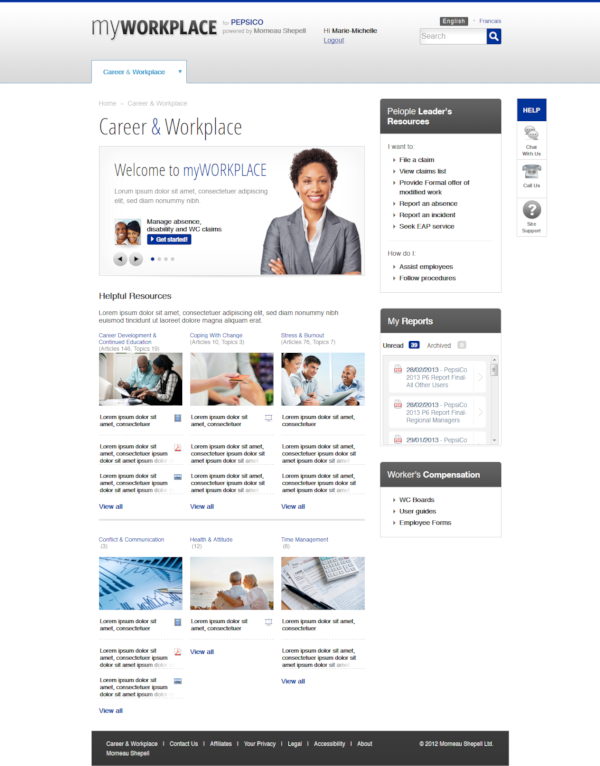 myWORKPLACE
for PEPSICO
powered by Morneau Shepell
Hi Marie-Michelle
Logout
English - Francais
Search
Career & Workplace
Home » Career & Workplace
Career & Workplace
Welcome to myWORKPLACE
Lorum ipsum dolor sit amet, consectetuer adipiscing
elit, sed diam nonummy nibh
Manage absence,
disability and WC claims
Get started!
Helpful Resources
Lorem ipsum dolor sit amet, consectetuer adipiscing elit, sed diam nonummy nibh
euismod tincidunt ut laoreet dolore magna aliquam erat.
Career Development &
Continued Education
(Articles 148, Topics 19)
Lorem ipsum dolor sit
amet, consectetuer
Lorem ipsum dolor sit
amet, consectetuer ipsum
dolor sit amet dolor
Lorem ipsum dolor sit
amet, consectetuer ipsum
dolor sit amet dolor
View all
Coping With Change
(Articles 10, Topics 3)
Lorem ipsum dolor sit
amet, consectetuer
Lorem ipsum dolor sit
amet, consectetuer ipsum
dolor sit amet, lorem ipsum
Lorem ipsum dolor sit
amet, consectetuer ipsum
dolor sit amet, lorem ipsum
View all
Stress & Burnout
(Articles 76, Topics 7)
Lorem ipsum dolor sit amet,
consectetuer
Lorem ipsum dolor sit
amet, consectetuer ipsum
dolor sit amet, lorem ipsum
Lorem ipsum dolor sit
amet, consectetuer ipsum
dolor sit amet, lorem ipsum
View all
Conflict & Communication
(3)
Lorem ipsum dolor sit
amet, consectetuer
Lorem ipsum dolor sit
amet, consectetuer ipsum
dolor sit amet dolor
Lorem ipsum dolor sit
amet, consectetuer ipsum
dolor sit amet dolor
View all
Health & Attitude
(12)
Lorem ipsum dolor sit
amet, consectetuer
View all
Time Management
(6)
Lorem ipsum dolor sit amet,
consectetuer
Lorem ipsum dolor sit
amet, consectetuer ipsum
dolor sit amet, lorem ipsum
View all
Pelople Leader's
Resources
I want to:
File a claim
View claims list
Provide Formal offer of
modified work
Report an absence
Report an incident
Seek EAP service
How do I:
Assist employees
Follow procedures
My Reports
Unread 39 Archived
28/02/2013 - PepsiCo
2013 P6 Report Final-
All Other Users
28/02/2013 - PepsiCo
2013 P6 Report Final-
Regional Managers
29/01/2013 - PepsiCo
Worker's Compensation
WC Boards
User guides
Employee Forms
HELP
Chat
With Us
Call Us
Site
Support
Career & Workplace | Contact Us | Affiliates | Your Privacy | Legal | Accessibility | About
Morneau Shepell
© 2012 Morneau Shepell Ltd.